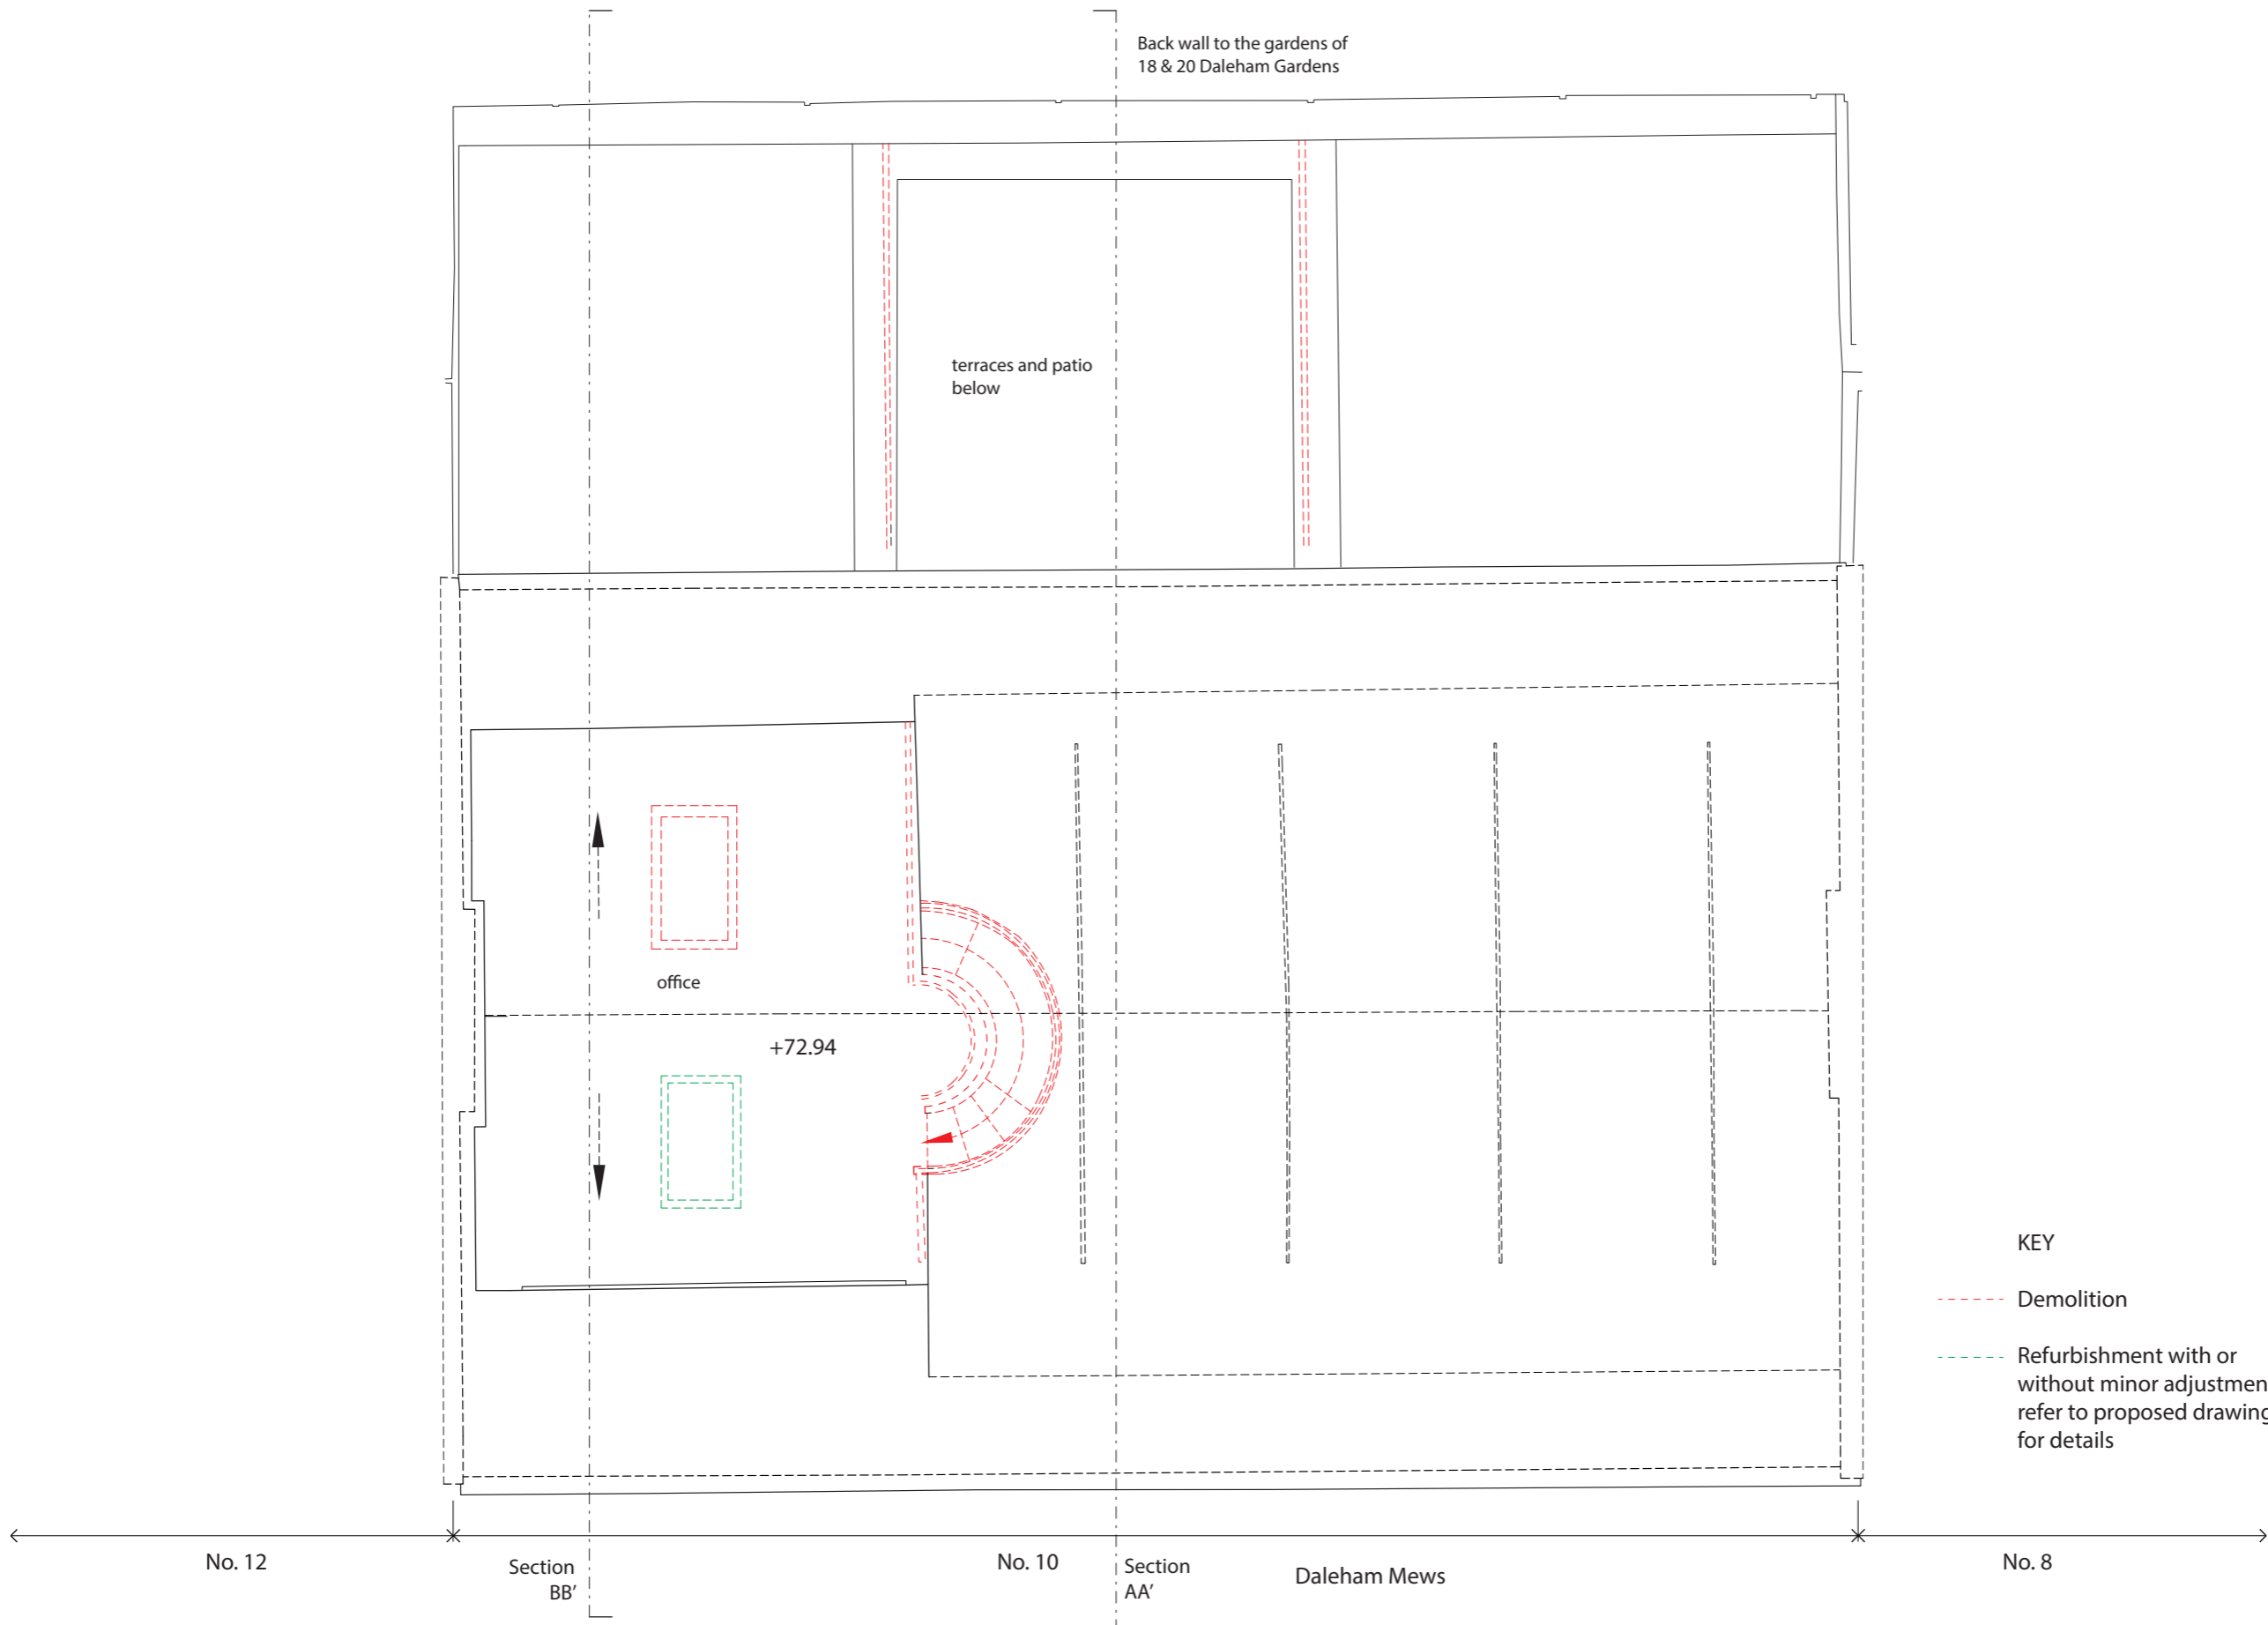 Back wall to the gardens of
18 & 20 Daleham Gardens
terraces and patio
below
office
+72.94
KEY
Demolition
Refurbishment with or
without minor adjustmen
refer to proposed drawing
for details
No. 12
Section
BB’
No. 10
Section
AA’
Daleham Mews
No. 8